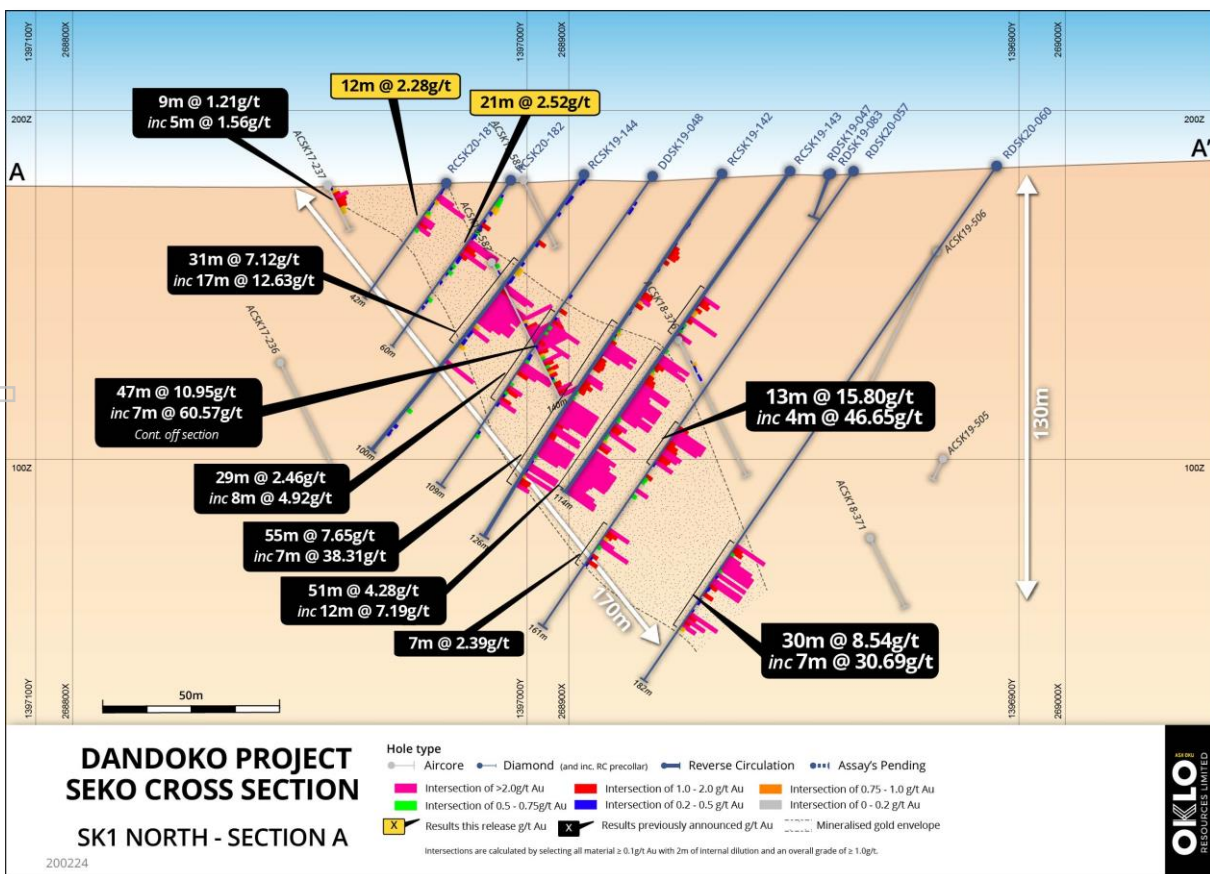 1397100Y
268800X
1397000Y
268900X
1396900Y
269000X
12m @ 2.28g/t
9m @ 1.21g/t
inc 5m @ 1.56g/t
21m @ 2.52g/t
200Z
200Z
A
A'
ACSK17-237
RCSK20-181
RCSK20-182
RCSK19-144
DDSK19-048
RCSK19-142
RCSK19-143
RDSK19-047
RDSK19-083
RDSK20-057
RDSK20-060
ACSK19-506
31m @ 7.12g/t
inc 17m @ 12.63g/t
42m
ACSK17-236
60m
ACSK18-376
47m @ 10.95g/t
inc 7m @ 60.57g/t
Cont. off section
140m
13m @ 15.80g/t
inc 4m @ 46.65g/t
130m
ACSK19-505
100Z
100Z
100m
109m
114m
126m
29m @ 2.46g/t
inc 8m @ 4.92g/t
ACSK18-371
55m @ 7.65g/t
inc 7m @ 38.31g/t
51m @ 4.28g/t
inc 12m @ 7.19g/t
170m
161m
7m @ 2.39g/t
30m @ 8.54g/t
inc 7m @ 30.69g/t
182m
50m
1397100Y
268800X
1397000Y
268900X
1396900Y
269000X
DANDOKO PROJECT
SEKO CROSS SECTION
SK1 NORTH - SECTION A
200224
Hole type
Aircore
Diamond (and inc. RC precollar)
Reverse Circulation
Assay's Pending
Intersection of >2.0g/t Au
Intersection of 1.0 - 2.0 g/t Au
Intersection of 0.75 - 1.0 g/t Au
Intersection of 0.5 - 0.75g/t Au
Intersection of 0.2 - 0.5 g/t Au
Intersection of 0 - 0.2 g/t Au
X Results this release g/t Au
X Results previously announced g/t Au
Mineralised gold envelope
Intersections are calculated by selecting all material ≥ 0.1g/t Au with 2m of internal dilution and an overall grade of ≥ 1.0g/t.
ASX OKU
OKLO
RESOURCES LIMITED